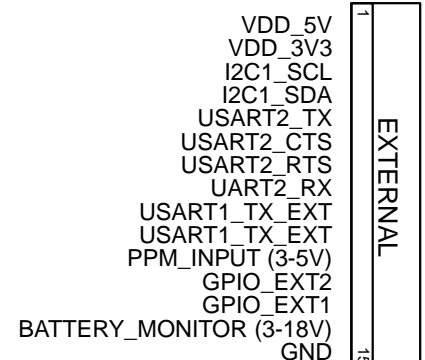 VDD_5V
VDD_3V3
I2C1_SCL
I2C1_SDA
USART2_TX
USART2_CTS
USART2_RTS
UART2_RX
USART1_TX_EXT
USART1_TX_EXT
PPM_INPUT (3-5V)
GPIO_EXT2
GPIO_EXT1
BATTERY_MONITOR (3-18V)
GND
1
EXTERNAL
15